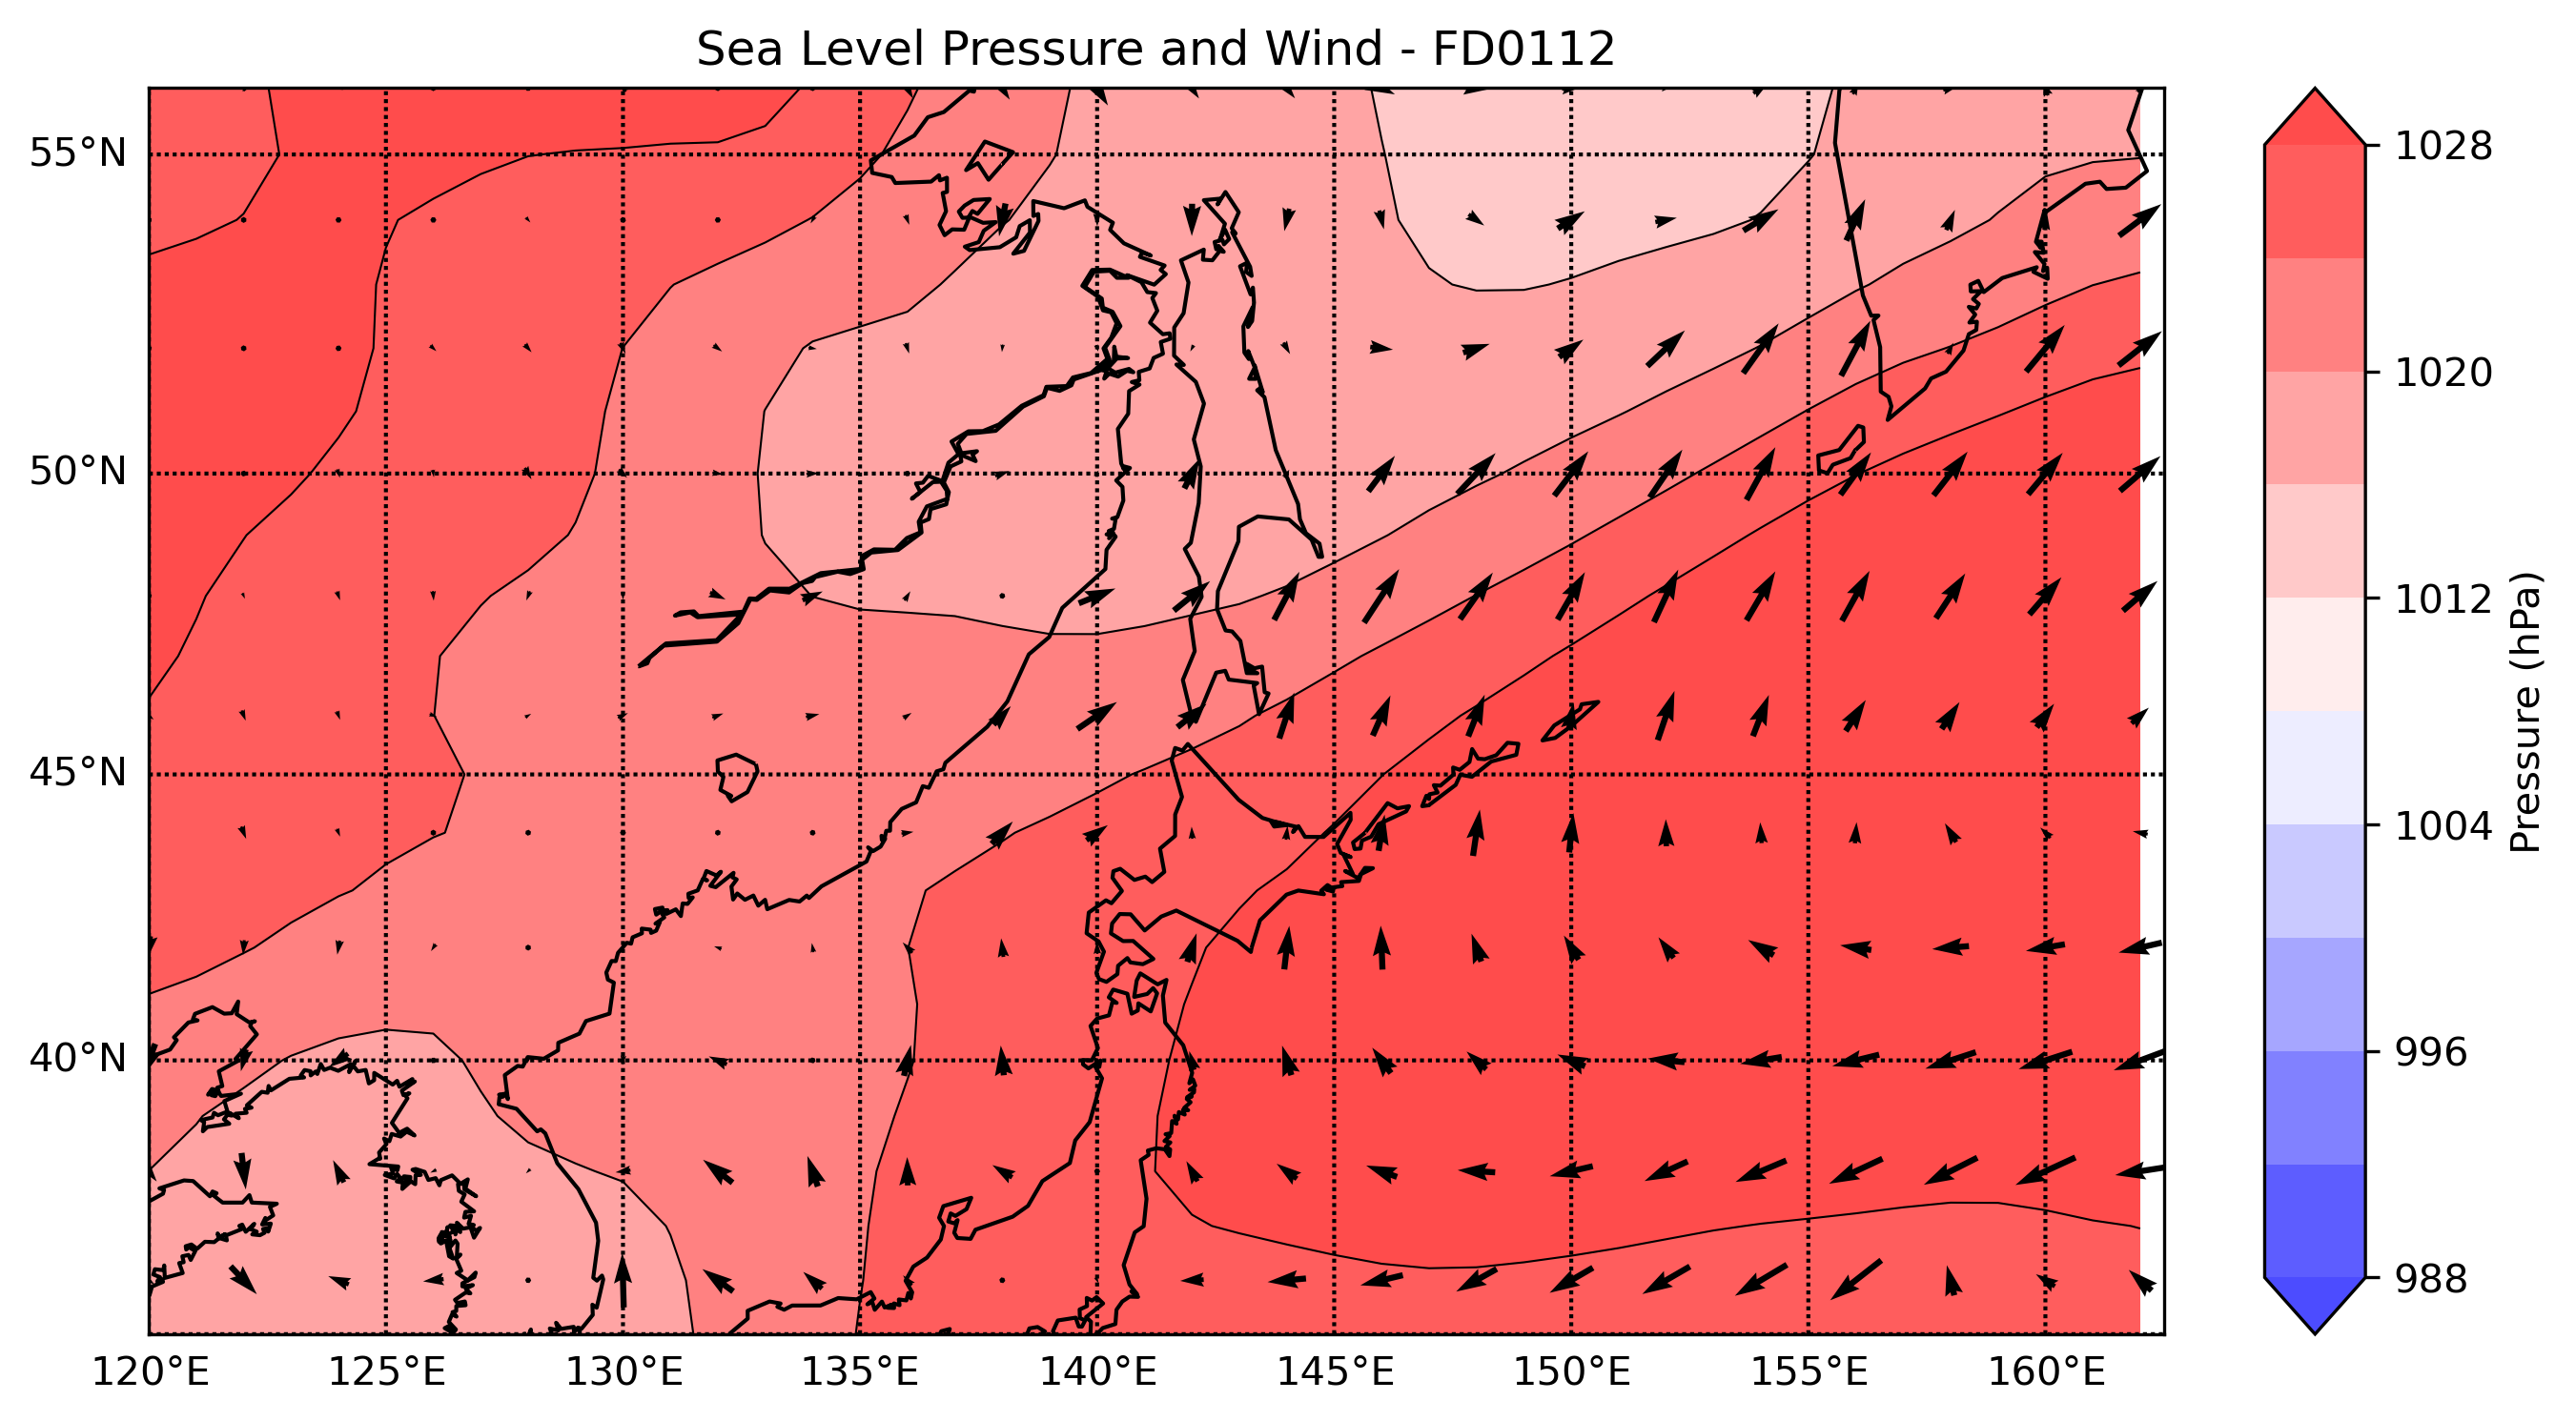 Sea Level Pressure and Wind - FD0112
55°N
50°N
45°N
40°N
120°E 125°E 130°E 135°E 140°E 145°E 150°E 155°E 160°E
1028
1020
1012
1004
996
988
Pressure (hPa)